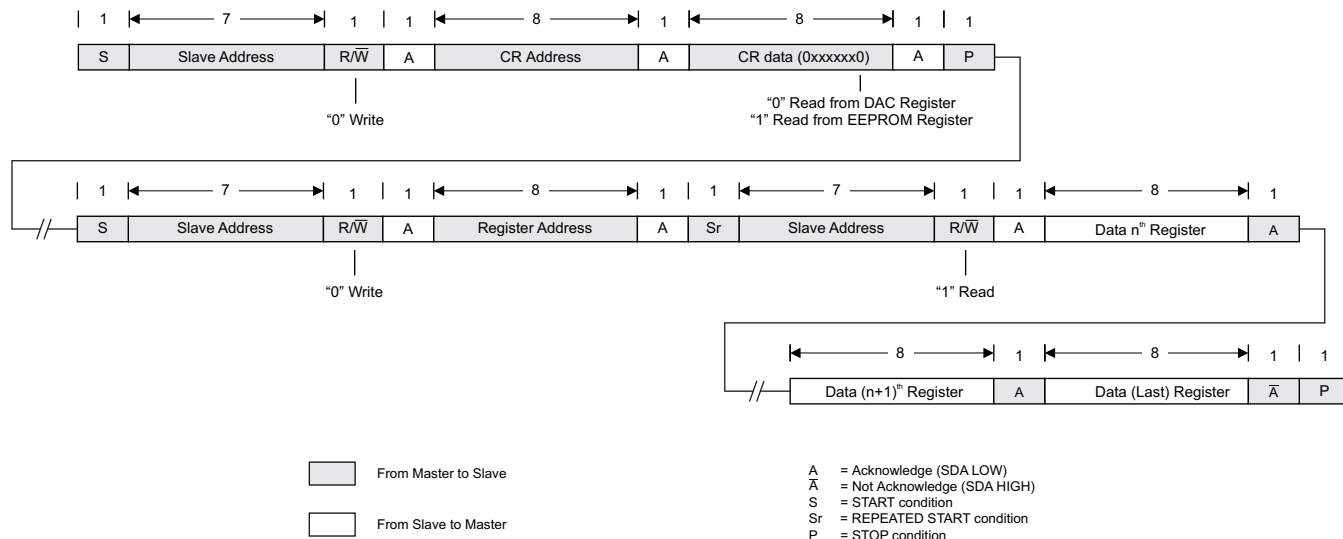 1 7 1 1 8 1 8 1 1
S Slave Address R/W̅ A CR Address A CR data (0xxxxxx0) A P
"0" Write
"0" Read from DAC Register
"1" Read from EEPROM Register
1 7 1 1 8 1 1 7 1 1 8 1
S Slave Address R/W̅ A Register Address A Sr Slave Address R/W̅ A Data nth Register A
"0" Write
"1" Read
8 1 8 1 1
Data (n+1)th Register A Data (Last) Register A̅ P
From Master to Slave
From Slave to Master
A = Acknowledge (SDA LOW)
A̅ = Not Acknowledge (SDA HIGH)
S = START condition
Sr = REPEATED START condition
P = STOP condition